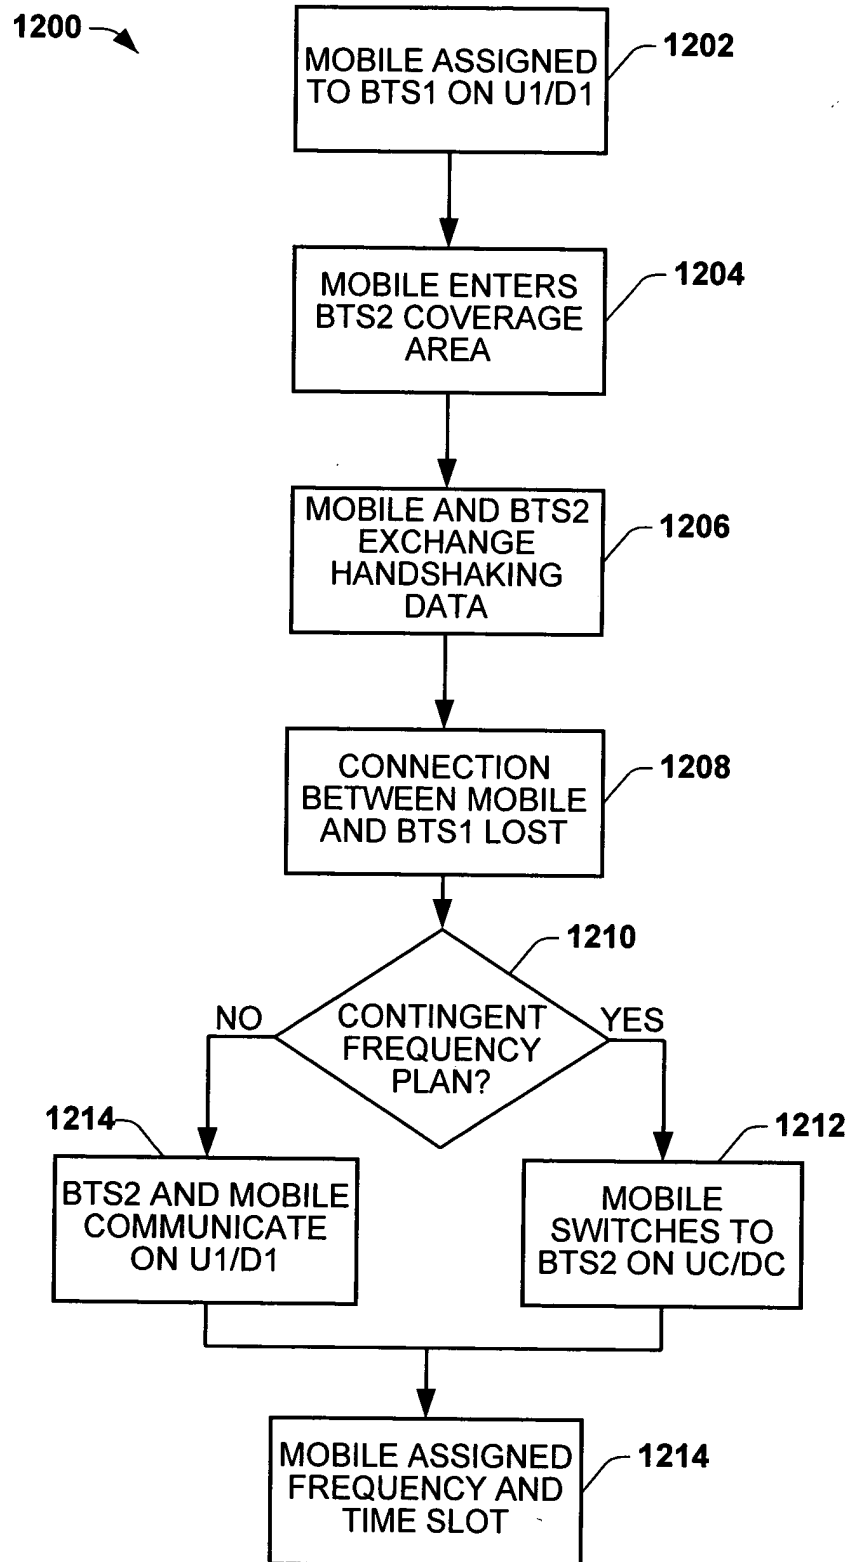 1200
1202
MOBILE ASSIGNED
TO BTS1 ON U1/D1
1204
MOBILE ENTERS
BTS2 COVERAGE
AREA
1206
MOBILE AND BTS2
EXCHANGE
HANDSHAKING
DATA
1208
CONNECTION
BETWEEN MOBILE
AND BTS1 LOST
1210
NO
CONTINGENT
FREQUENCY
PLAN?
YES
1214
BTS2 AND MOBILE
COMMUNICATE
ON U1/D1
1212
MOBILE
SWITCHES TO
BTS2 ON UC/DC
1214
MOBILE ASSIGNED
FREQUENCY AND
TIME SLOT